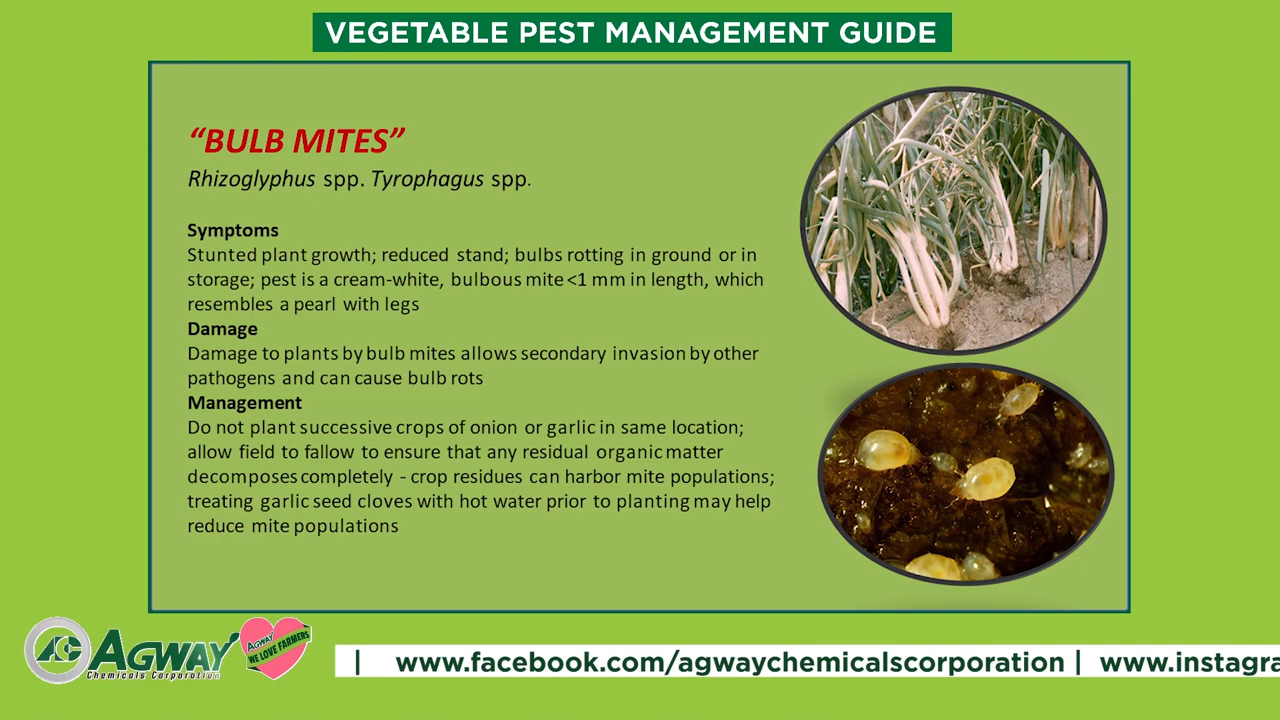 VEGETABLE PEST MANAGEMENT GUIDE
“BULB MITES”
Rhizoglyphus spp. Tyrophagus spp.
Symptoms
Stunted plant growth; reduced stand; bulbs rotting in ground or in
storage; pest is a cream-white, bulbous mite <1 mm in length, which
resembles a pearl with legs
Damage
Damage to plants by bulb mites allows secondary invasion by other
pathogens and can cause bulb rots
Management
Do not plant successive crops of onion or garlic in same location;
allow field to fallow to ensure that any residual organic matter
decomposes completely - crop residues can harbor mite populations;
treating garlic seed cloves with hot water prior to planting may help
reduce mite populations
AC AGWAY
Chemicals Corporation
AGWAY
WE LOVE FARMERS
| www.facebook.com/agwaychemicalscorporation | www.instagra